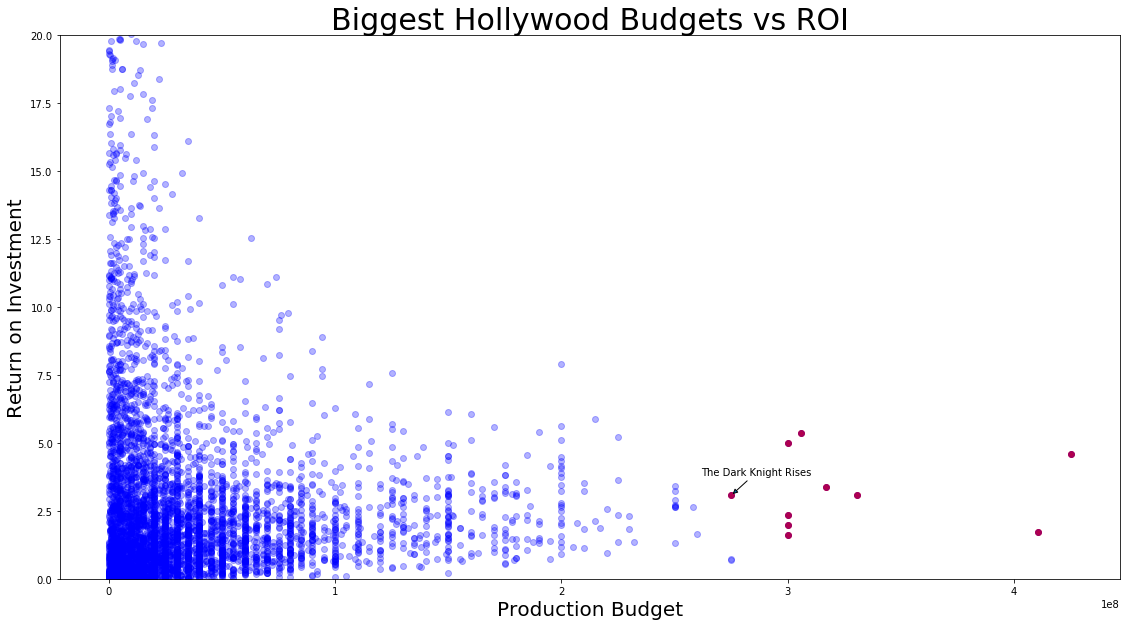 Biggest Hollywood Budgets vs ROI
Return on Investment
20.0
17.5
15.0
12.5
10.0
7.5
5.0
2.5
0.0
The Dark Knight Rises
0 1 2 3 4
1e8
Production Budget